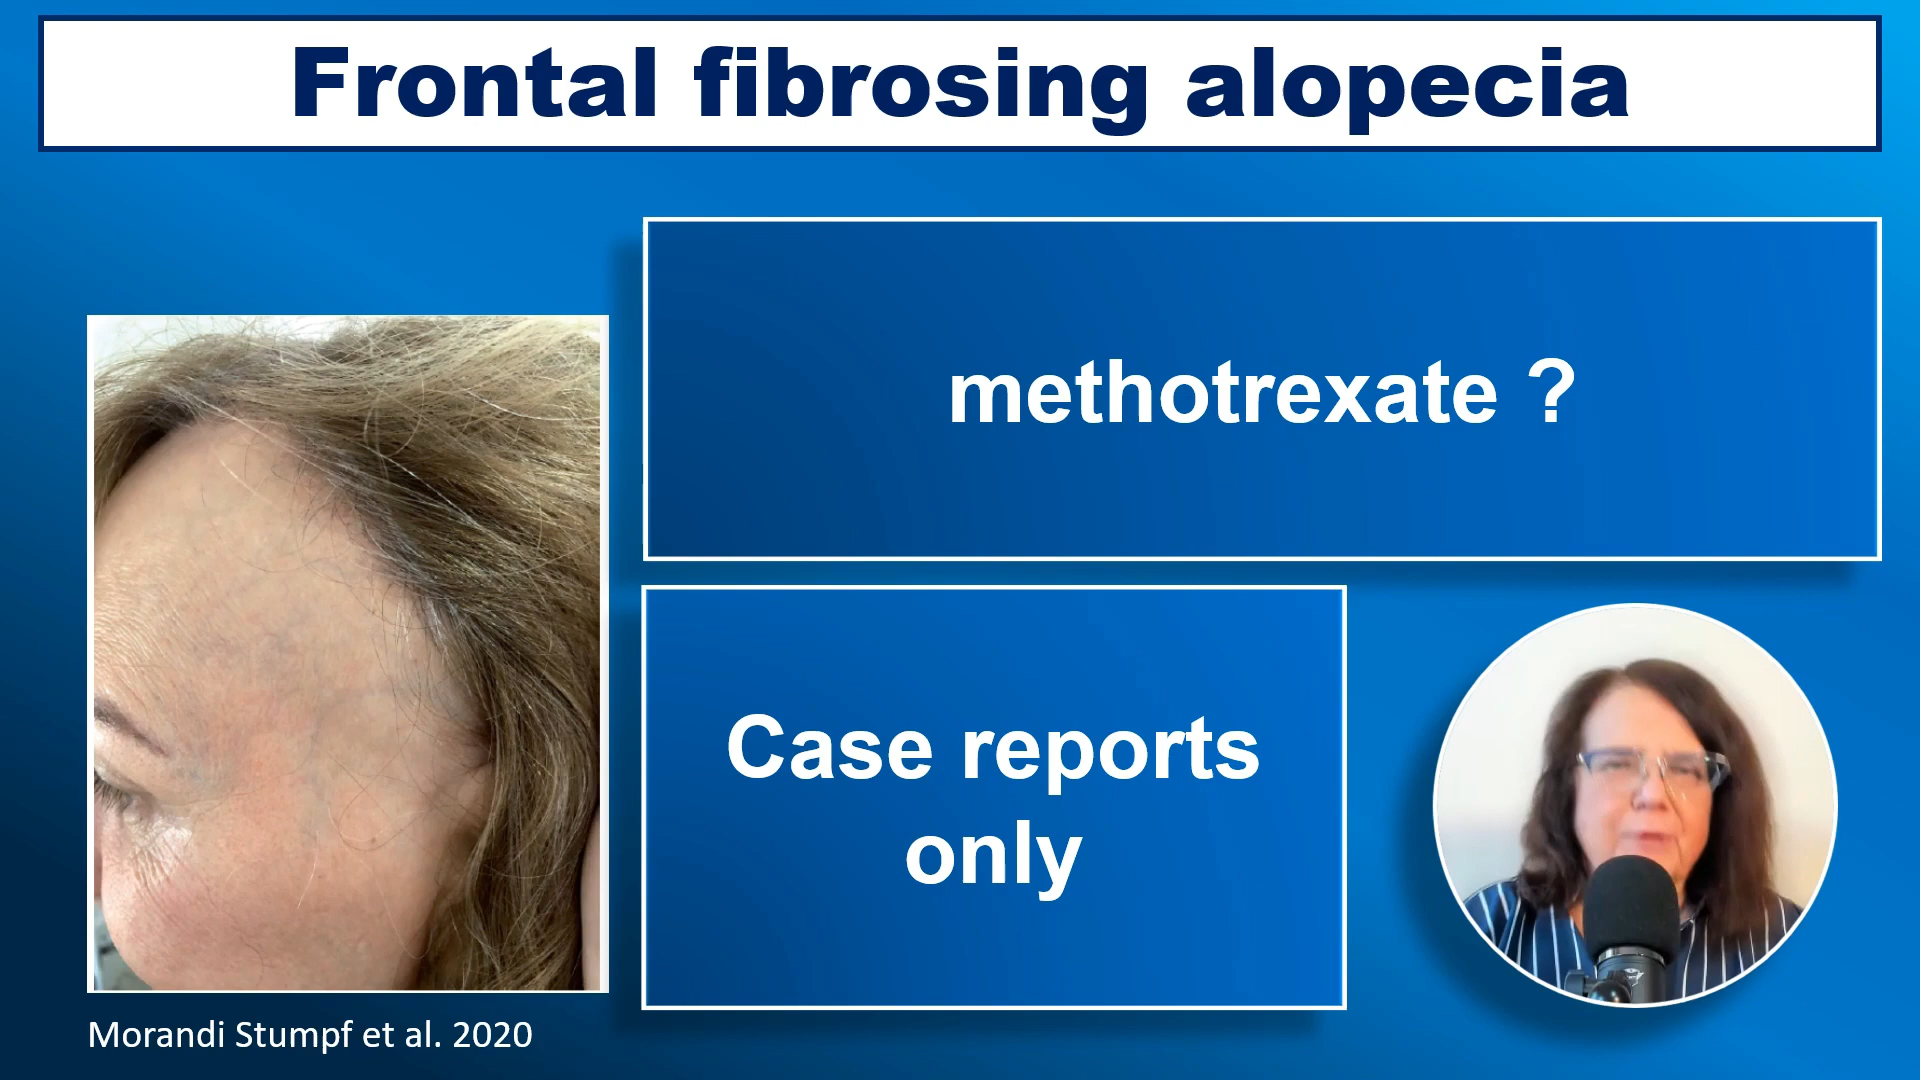 Frontal fibrosing alopecia
methotrexate ?
Case reports
only
Morandi Stumpf et al. 2020